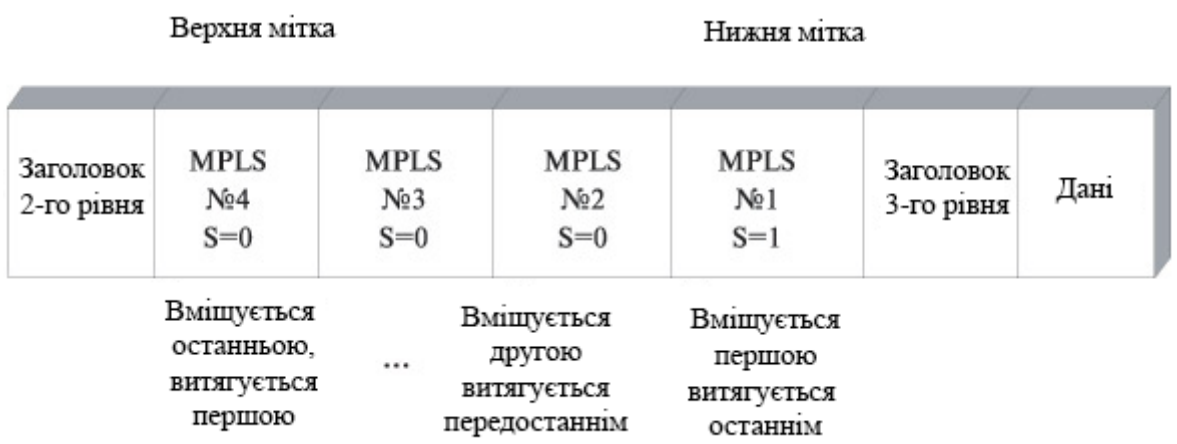 Верхня мітка
Нижня мітка
Заголовок
2-го рівня
MPLS
№4
S=0
MPLS
№3
S=0
MPLS
№2
S=0
MPLS
№1
S=1
Заголовок
3-го рівня
Дані
Вміщується
останньою,
витягується
першою
...
Вміщується
другою
витягується
передостаннім
Вміщується
першою
витягується
останнім